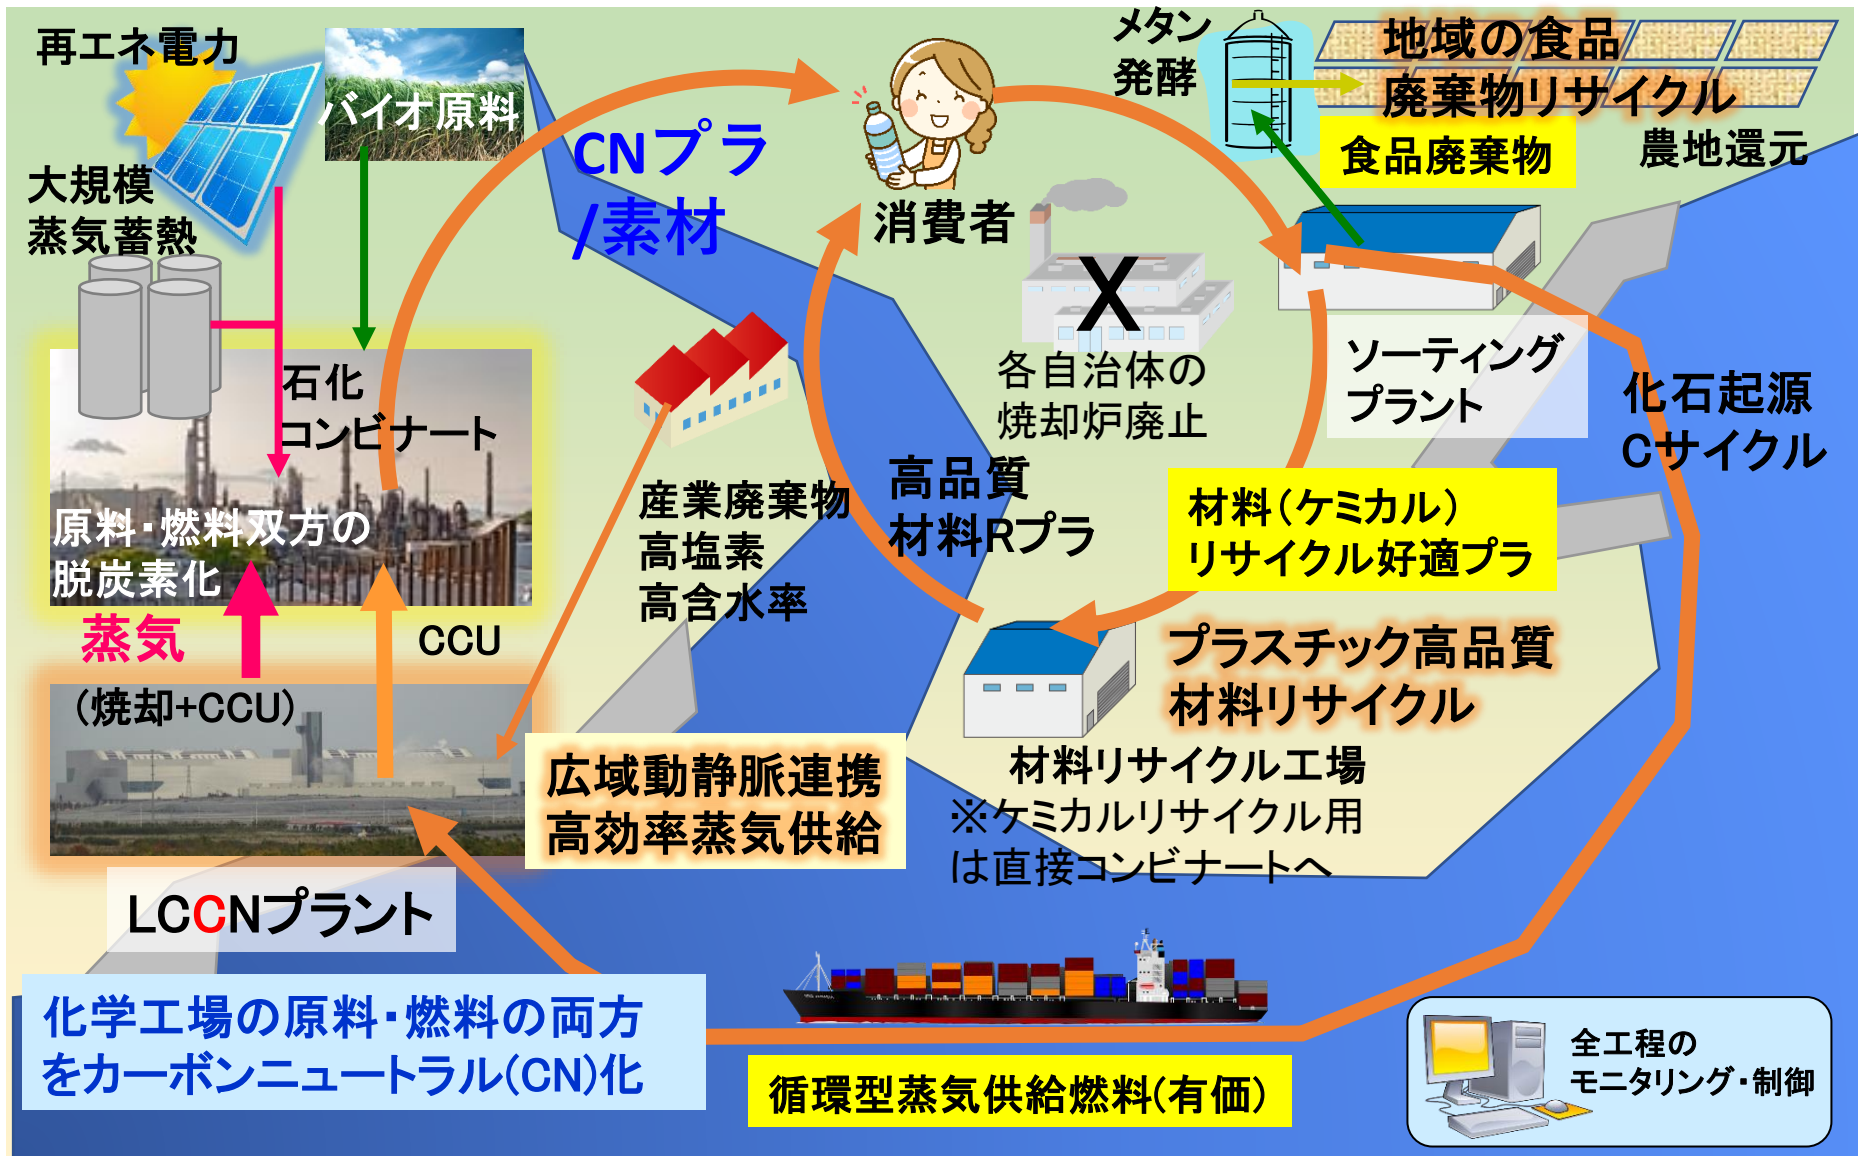 再エネ電力
バイオ原料
大規模
蒸気蓄熱
石化
コンビナート
原料・燃料双方の
脱炭素化
蒸気
CCU
(焼却+CCU)
LCCNプラント
化学工場の原料・燃料の両方
をカーボンニュートラル(CN)化
CNプラ
/素材
消費者
メタン
発酵
地域の食品
廃棄物リサイクル
食品廃棄物
農地還元
X
各自治体の
焼却炉廃止
ソーティング
プラント
化石起源
Cサイクル
産業廃棄物
高塩素
高含水率
高品質
材料Rプラ
材料(ケミカル)
リサイクル好適プラ
プラスチック高品質
材料リサイクル
材料リサイクル工場
※ケミカルリサイクル用
は直接コンビナートへ
広域動静脈連携
高効率蒸気供給
循環型蒸気供給燃料(有価)
全工程の
モニタリング・制御